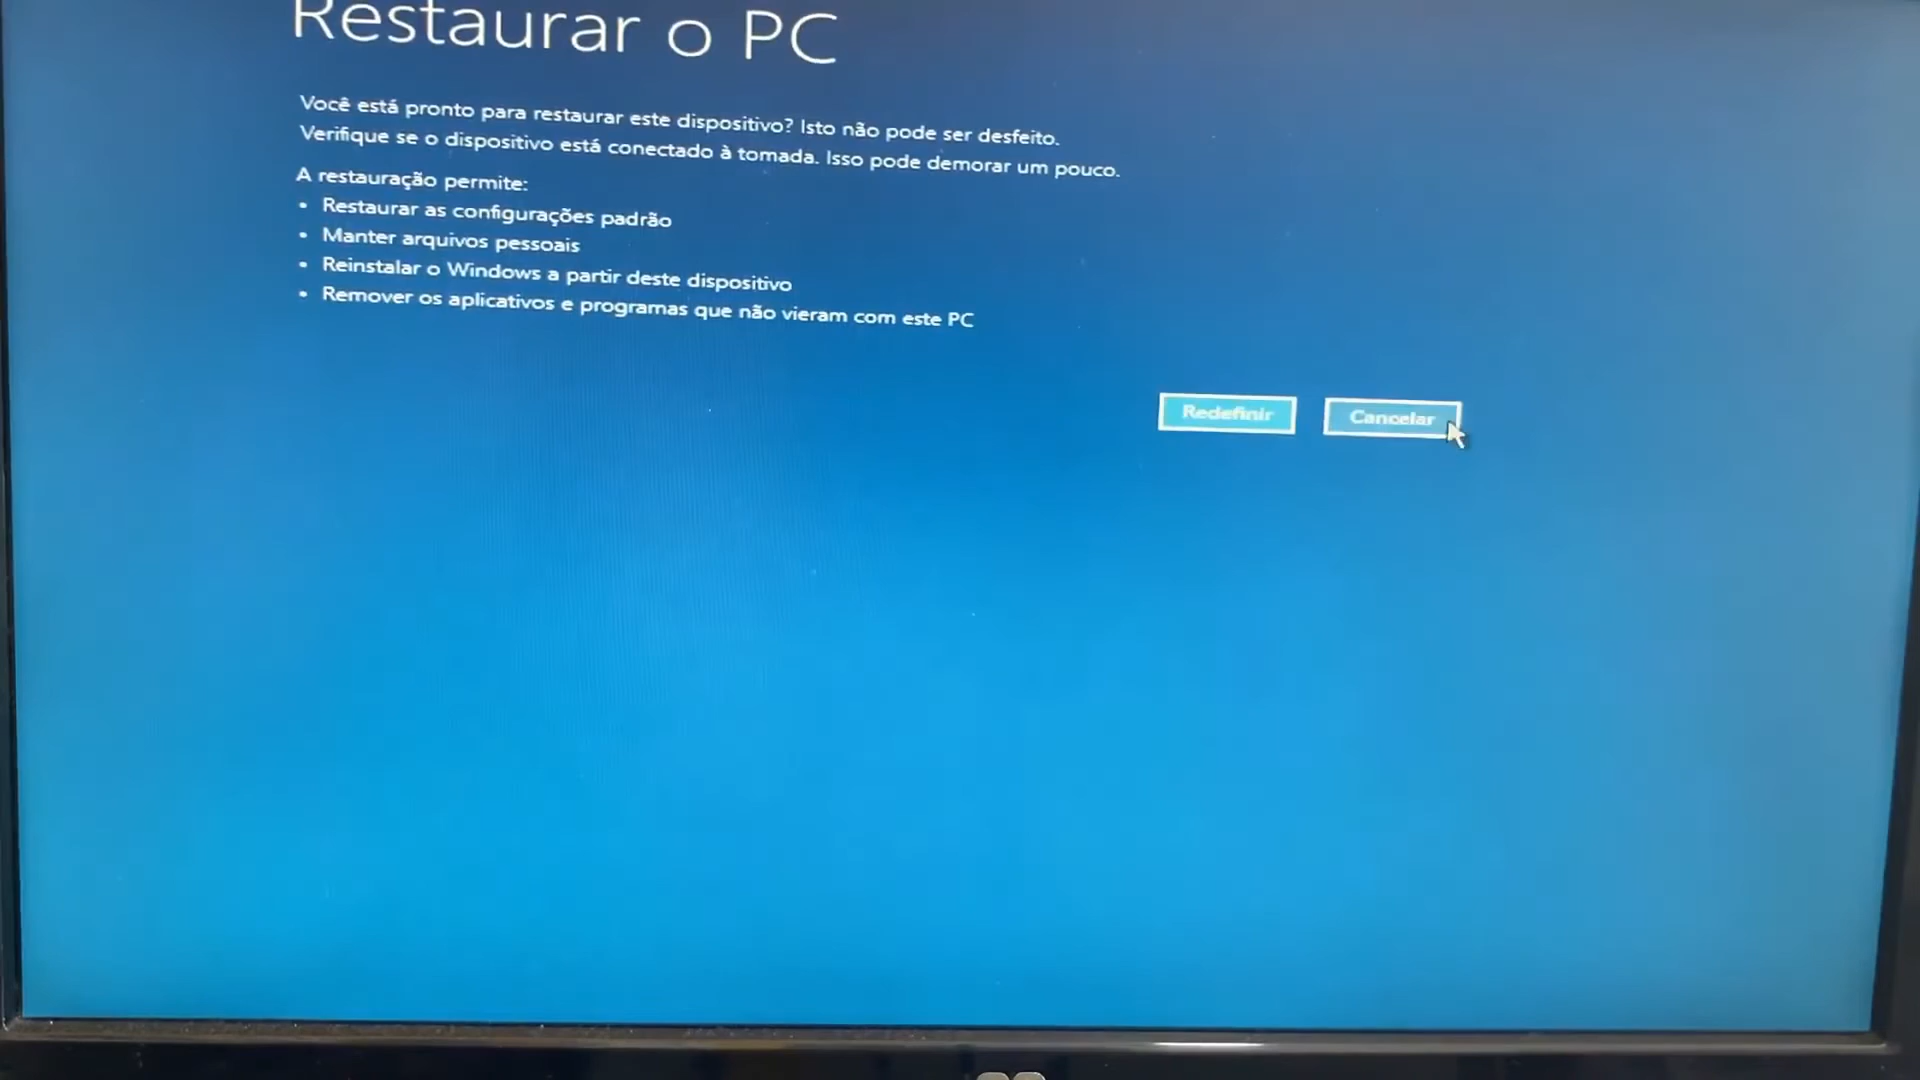 Restaurar o PC
Você está pronto para restaurar este dispositivo? Isto não pode ser desfeito.
Verifique se o dispositivo está conectado à tomada. Isso pode demorar um pouco.
A restauração permite:
• Restaurar as configurações padrão
• Manter arquivos pessoais
• Reinstalar o Windows a partir deste dispositivo
• Remover os aplicativos e programas que não vieram com este PC
Redefinir Cancelar